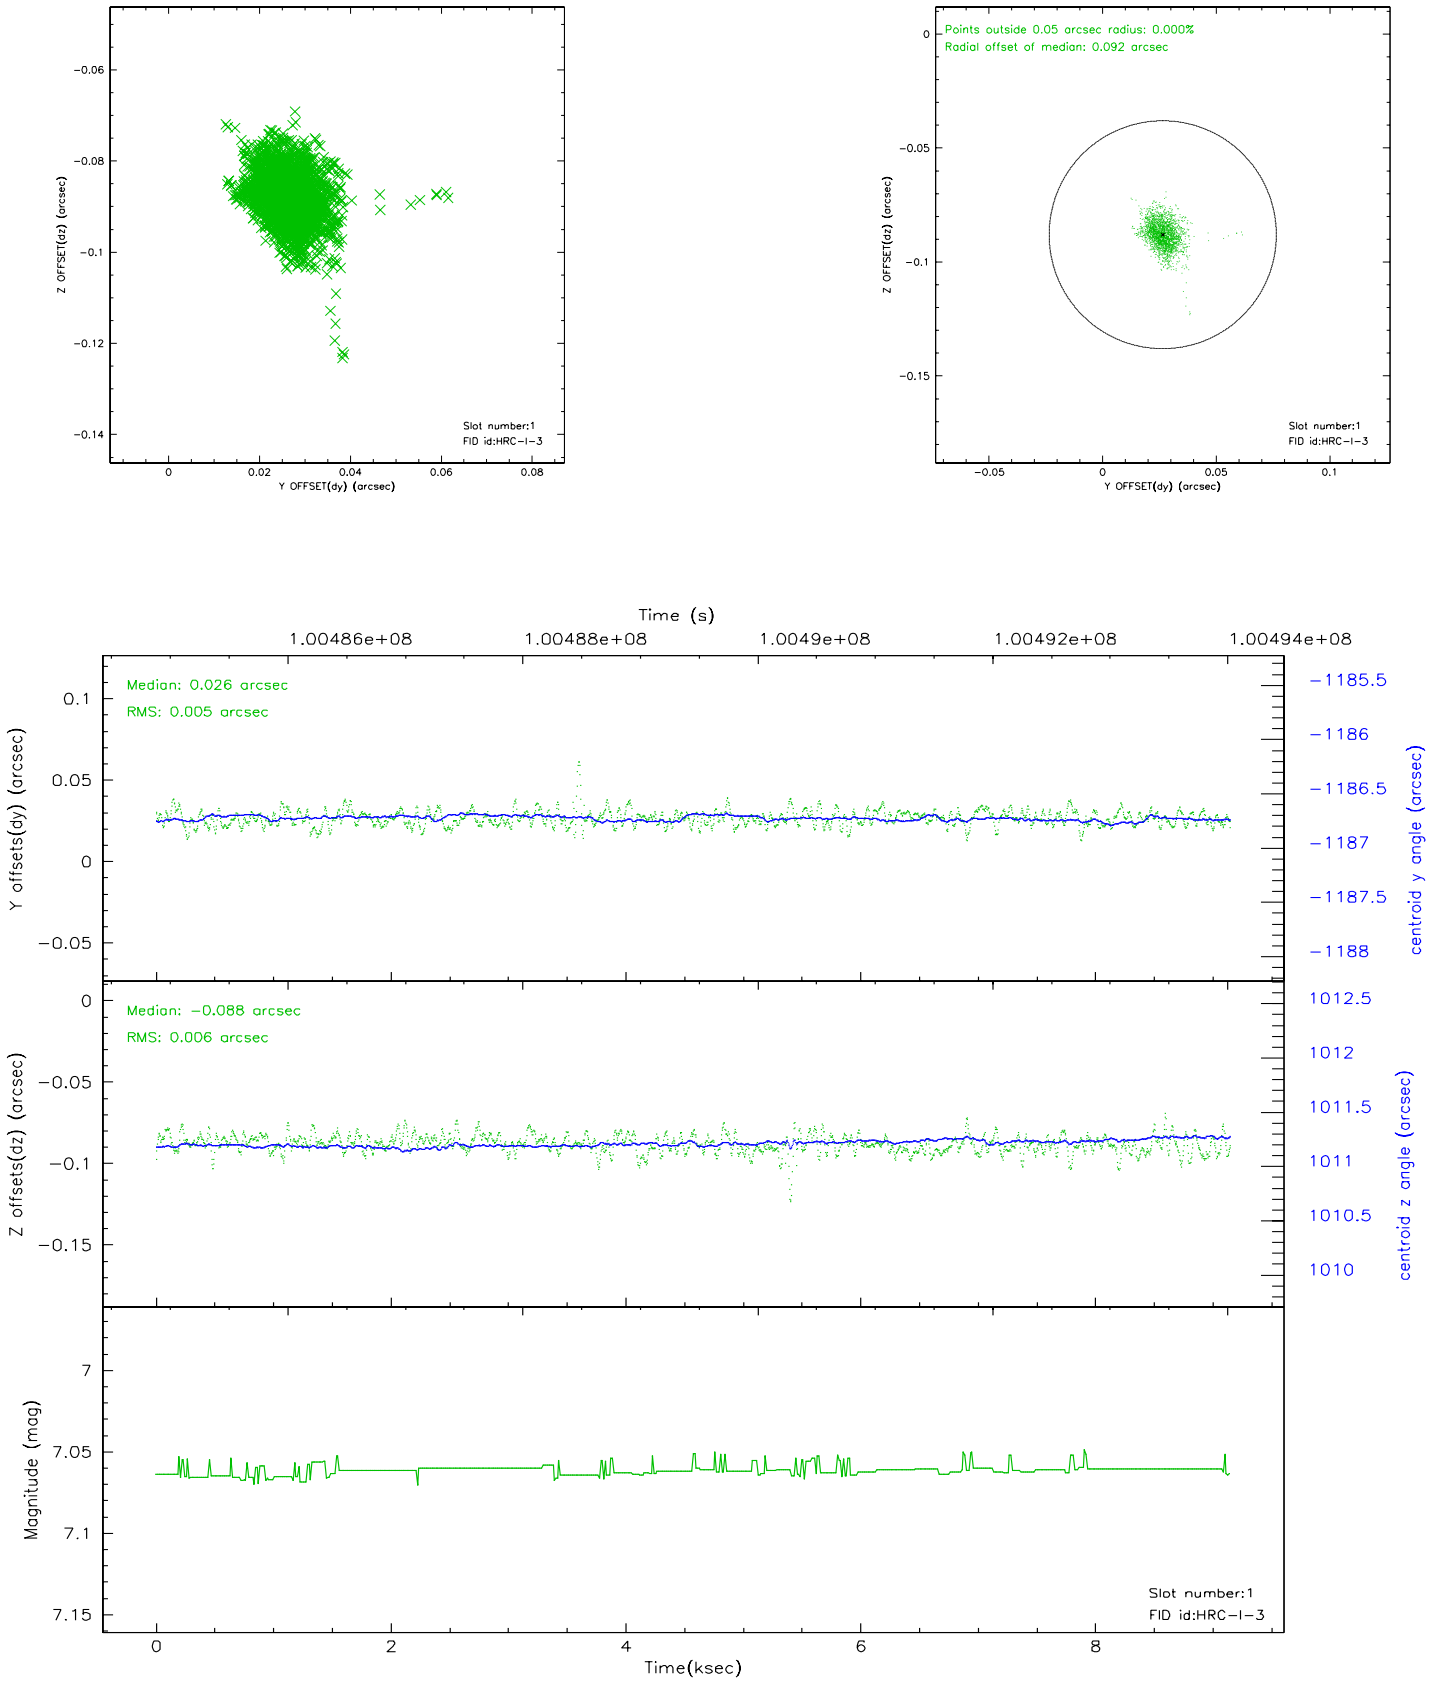 -0.06
-0.08
-0.1
-0.12
-0.14
Z OFFSET(dz) (arcsec)
Slot number:1
FID id:HRC-I-3
0 0.02 0.04 0.06 0.08
Y OFFSET(dy) (arcsec)
Points outside 0.05 arcsec radius: 0.000%
Radial offset of median: 0.092 arcsec
0
-0.05
-0.1
-0.15
Z OFFSET(dz) (arcsec)
Slot number:1
FID id:HRC-I-3
-0.05 0 0.05 0.1
Y OFFSET(dy) (arcsec)
Time (s)
1.00486e+08 1.00488e+08 1.0049e+08 1.00492e+08 1.00494e+08
Median: 0.026 arcsec
RMS: 0.005 arcsec
0.1
0.05
0
-0.05
Y offsets(dy) (arcsec)
-1185.5
-1186
-1186.5
-1187
-1187.5
-1188
centroid y angle (arcsec)
Median: -0.088 arcsec
RMS: 0.006 arcsec
0
-0.05
-0.1
-0.15
Z offsets(dz) (arcsec)
1012.5
1012
1011.5
1011
1010.5
1010
centroid z angle (arcsec)
7
7.05
7.1
7.15
Magnitude (mag)
Slot number:1
FID id:HRC-I-3
0 2 4 6 8
Time(ksec)